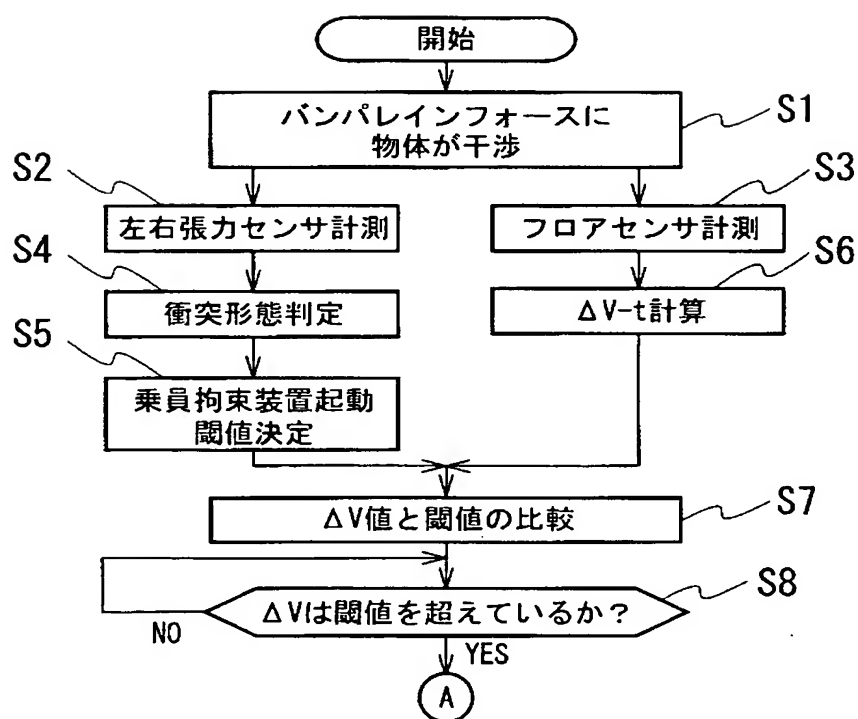 開始
バンパレインフォースに
物体が干渉
S1
S2
左右張力センサ計測
S3
フロアセンサ計測
S4
衝突形態判定
S6
ΔV-t計算
S5
乗員拘束装置起動
閾値決定
ΔV値と閾値の比較
S7
ΔVは閾値を超えているか?
S8
NO
YES
A